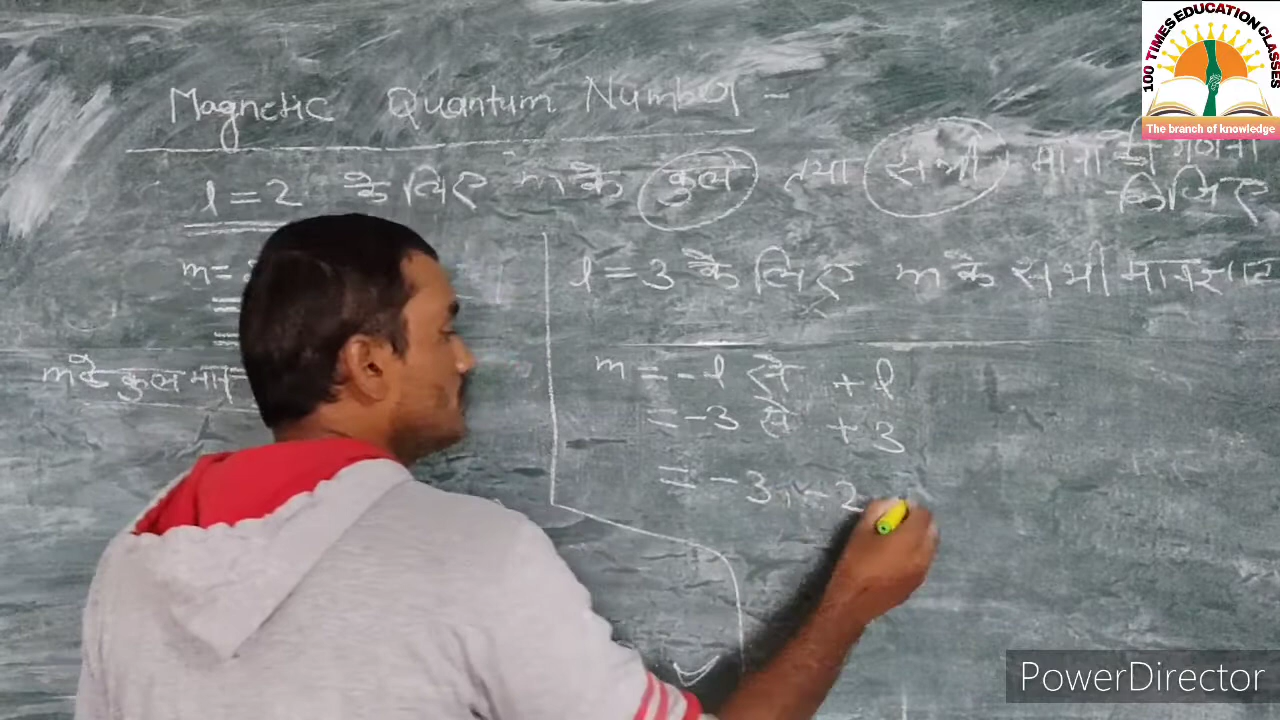 Magnetic Quantum Number -
l = 2 के लिए m के कुल तथा सभी मानो की गणना
कीजिए
m =
m के कुल मान
l = 3 के लिए m के सभी मान
m = -l से +l
= -3 से +3
= -3, -2
100 TIMES EDUCATION CLASSES
The branch of knowledge
PowerDirector